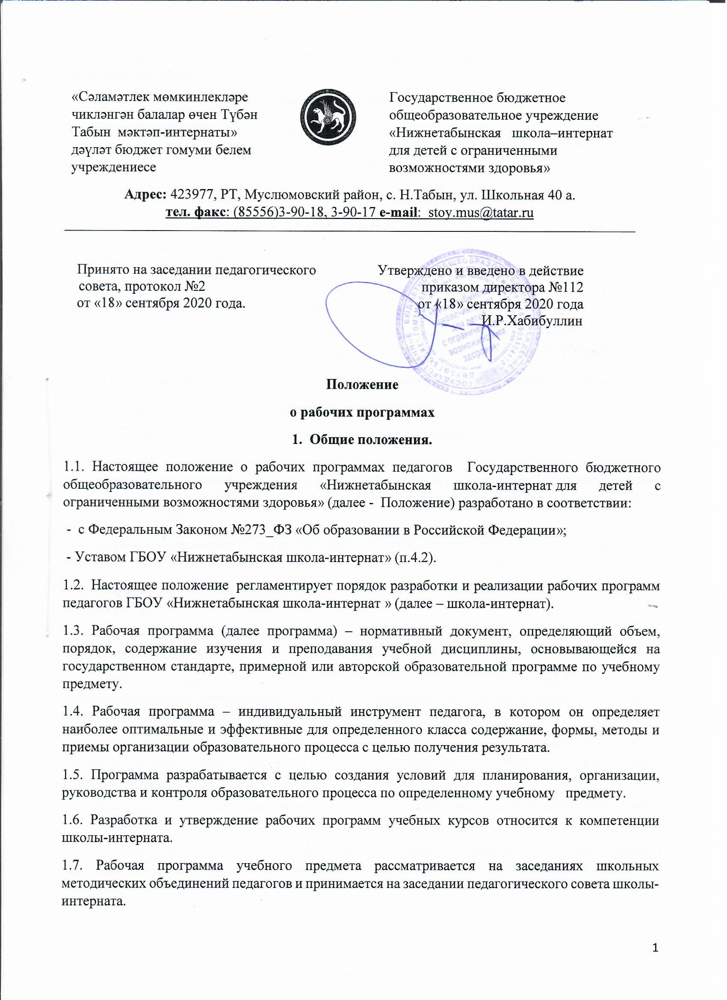 «Сәламәтлек мөмкинлекләре
чикләнгән балалар өчен Түбән
Табын мәктәп-интернаты»
дәүләт бюджет гомуми белем
учреждениесе
Государственное бюджетное
общеобразовательное учреждение
«Нижнетабынская школа–интернат
для детей с ограниченными
возможностями здоровья»
Адрес: 423977, РТ, Муслюмовский район, с. Н.Табын, ул. Школьная 40 а.
тел. факс: (85556)3-90-18, 3-90-17 e-mail: stoy.mus@tatar.ru
Принято на заседании педагогического
совета, протокол №2
от «18» сентября 2020 года.
Утверждено и введено в действие
приказом директора №112
от «18» сентября 2020 года
И.Р.Хабибуллин
школа-интернат
для детей
с ограниченными
возможностями
здоровья»
Положение
о рабочих программах
1. Общие положения.
1.1. Настоящее положение о рабочих программах педагогов Государственного бюджетного
общеобразовательного учреждения «Нижнетабынская школа-интернат для детей с
ограниченными возможностями здоровья» (далее - Положение) разработано в соответствии:
- с Федеральным Законом №273_ФЗ «Об образовании в Российской Федерации»;
- Уставом ГБОУ «Нижнетабынская школа-интернат» (п.4.2).
1.2. Настоящее положение регламентирует порядок разработки и реализации рабочих программ
педагогов ГБОУ «Нижнетабынская школа-интернат » (далее – школа-интернат).
1.3. Рабочая программа (далее программа) – нормативный документ, определяющий объем,
порядок, содержание изучения и преподавания учебной дисциплины, основывающейся на
государственном стандарте, примерной или авторской образовательной программе по учебному
предмету.
1.4. Рабочая программа – индивидуальный инструмент педагога, в котором он определяет
наиболее оптимальные и эффективные для определенного класса содержание, формы, методы и
приемы организации образовательного процесса с целью получения результата.
1.5. Программа разрабатывается с целью создания условий для планирования, организации,
руководства и контроля образовательного процесса по определенному учебному предмету.
1.6. Разработка и утверждение рабочих программ учебных курсов относится к компетенции
школы-интерната.
1.7. Рабочая программа учебного предмета рассматривается на заседаниях школьных
методических объединений педагогов и принимается на заседании педагогического совета школы-
интерната.
1